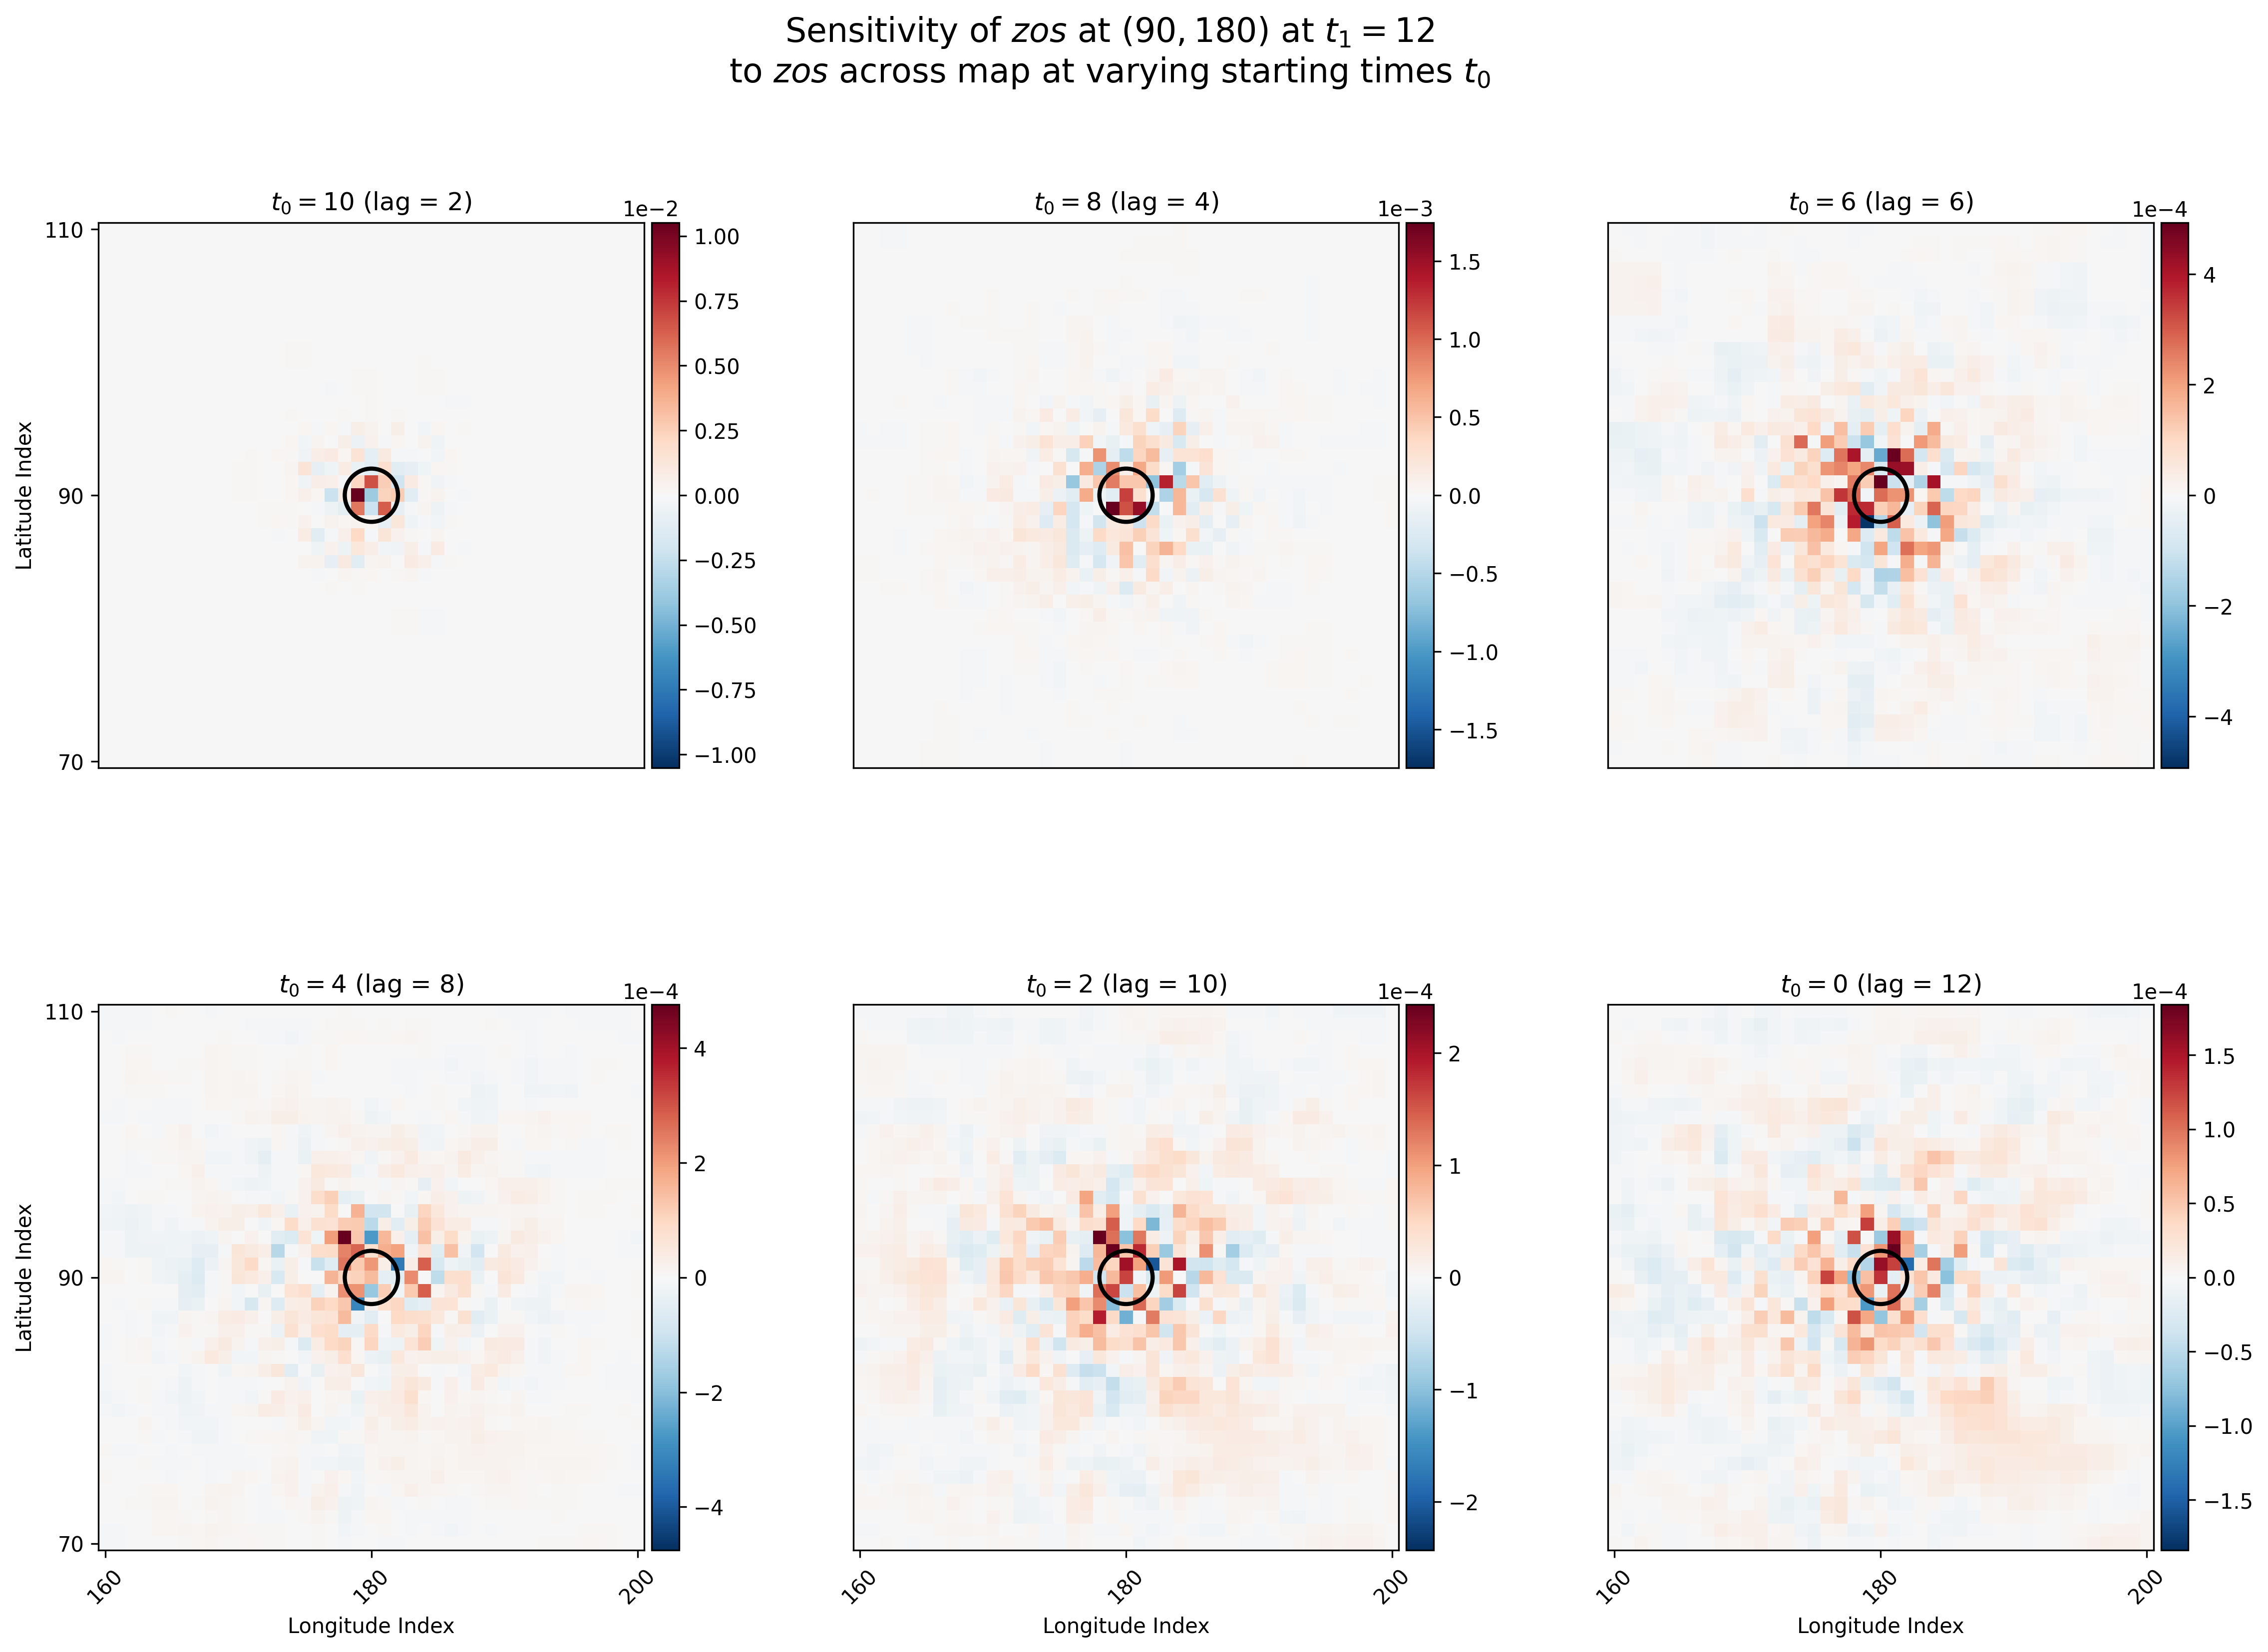 Sensitivity of zos at (90, 180) at t₁ = 12
to zos across map at varying starting times t₀
t₀ = 10 (lag = 2)
1e−2
110
90
70
Latitude Index
1.00
0.75
0.50
0.25
0.00
−0.25
−0.50
−0.75
−1.00
t₀ = 8 (lag = 4)
1e−3
1.5
1.0
0.5
0.0
−0.5
−1.0
−1.5
t₀ = 6 (lag = 6)
1e−4
4
2
0
−2
−4
t₀ = 4 (lag = 8)
1e−4
110
90
70
Latitude Index
4
2
0
−2
−4
160
180
200
Longitude Index
t₀ = 2 (lag = 10)
1e−4
2
1
0
−1
−2
160
180
200
Longitude Index
t₀ = 0 (lag = 12)
1e−4
1.5
1.0
0.5
0.0
−0.5
−1.0
−1.5
160
180
200
Longitude Index